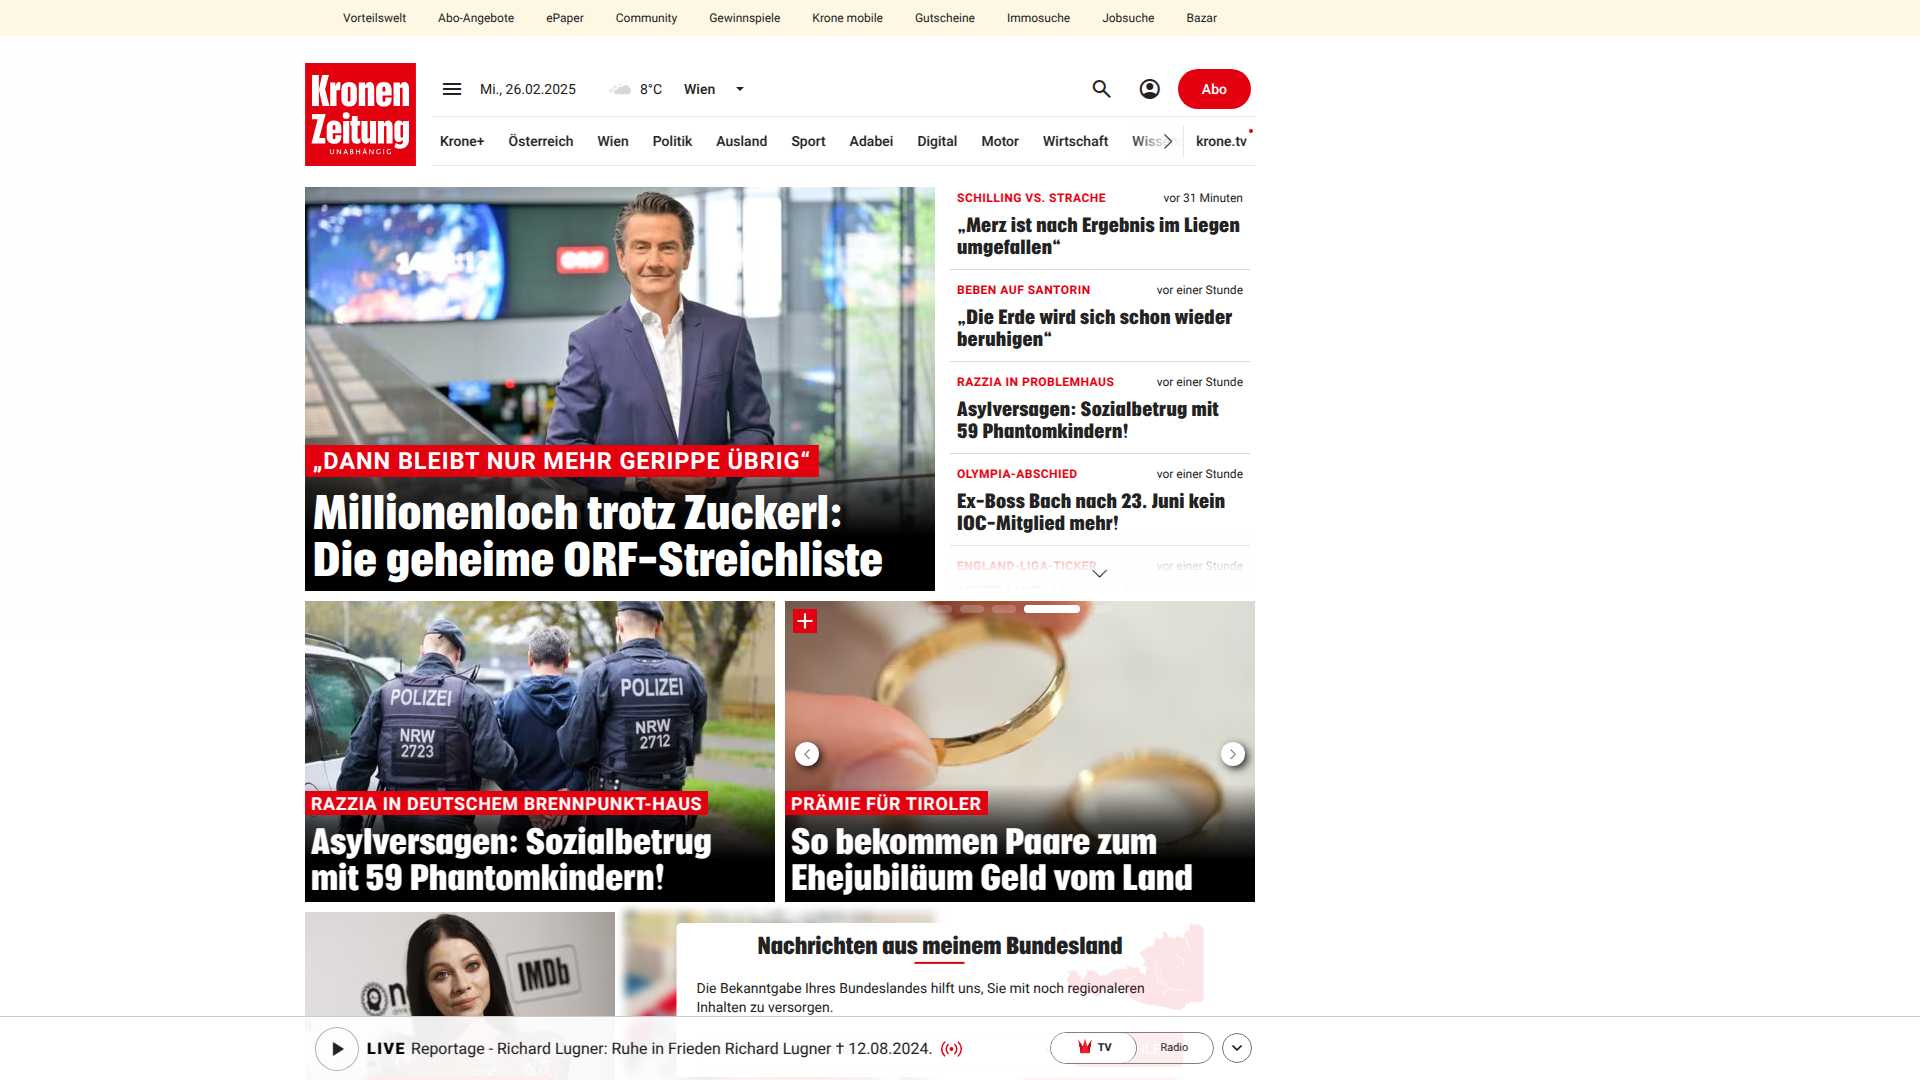 Vorteilswelt Abo-Angebote ePaper Community Gewinnspiele Krone mobile Gutscheine Immosuche Jobsuche Bazar
Kronen
Zeitung
UNABHÄNGIG
Mi., 26.02.2025 8°C Wien
Abo
Krone+ Österreich Wien Politik Ausland Sport Adabei Digital Motor Wirtschaft krone.tv
ORF
„DANN BLEIBT NUR MEHR GERIPPE ÜBRIG“
Millionenloch trotz Zuckerl:
Die geheime ORF-Streichliste
SCHILLING VS. STRACHE vor 31 Minuten
„Merz ist nach Ergebnis im Liegen
umgefallen“
BEBEN AUF SANTORIN vor einer Stunde
„Die Erde wird sich schon wieder
beruhigen“
RAZZIA IN PROBLEMHAUS vor einer Stunde
Asylversagen: Sozialbetrug mit
59 Phantomkindern!
OLYMPIA-ABSCHIED vor einer Stunde
Ex-Boss Bach nach 23. Juni kein
IOC-Mitglied mehr!
ENGLAND-LIGA-TICKER vor einer Stunde
POLIZEI
NRW
2723
POLIZEI
NRW
2712
RAZZIA IN DEUTSCHEM BRENNPUNKT-HAUS
Asylversagen: Sozialbetrug
mit 59 Phantomkindern!
PRÄMIE FÜR TIROLER
So bekommen Paare zum
Ehejubiläum Geld vom Land
IMDb
Nachrichten aus meinem Bundesland
Die Bekanntgabe Ihres Bundeslandes hilft uns, Sie mit noch regionaleren
Inhalten zu versorgen.
LIVE Reportage - Richard Lugner: Ruhe in Frieden Richard Lugner † 12.08.2024.
TV Radio